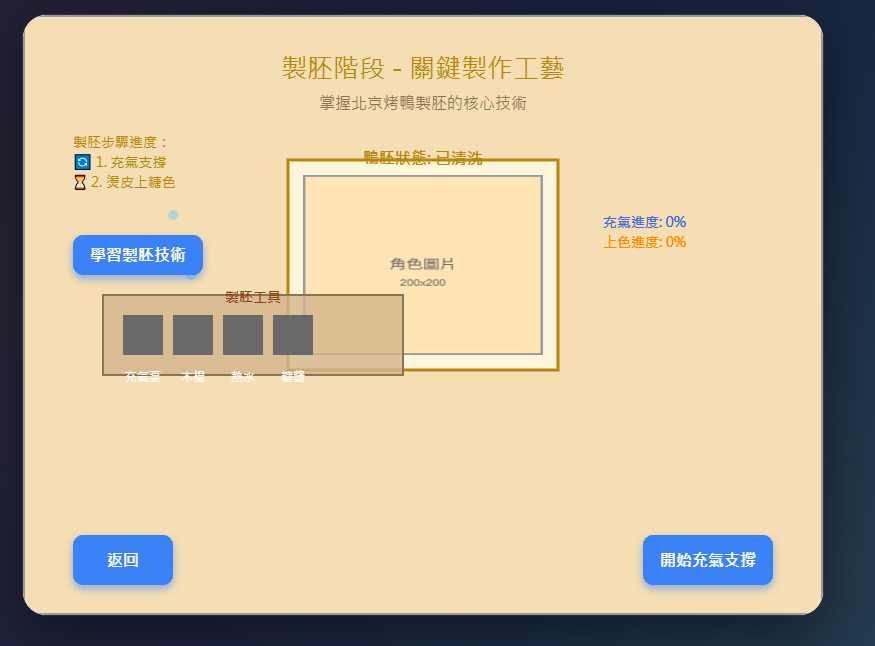 製胚階段 - 關鍵製作工藝
掌握北京烤鴨製胚的核心技術
製胚步驟進度：
1. 充氣支撐
2. 燙皮上糖色
鴨胚狀態: 已清洗
充氣進度: 0%
上色進度: 0%
學習製胚技術
角色圖片
200x200
製胚工具
充氣泵 木棍 熱水 糖漿
返回
開始充氣支撐